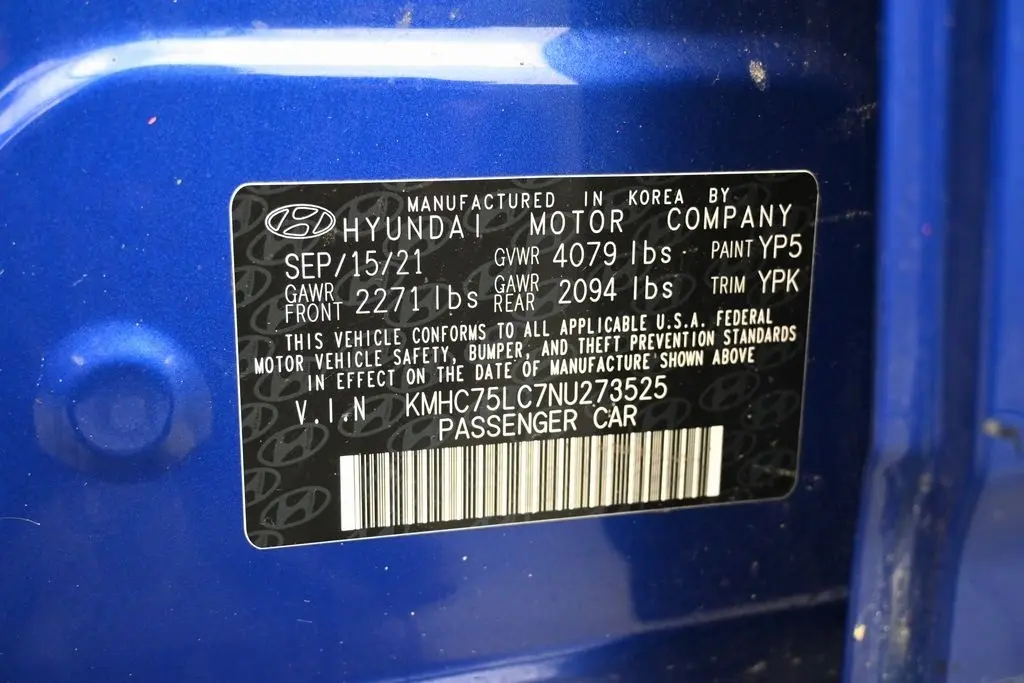 MANUFACTURED IN KOREA BY
HYUNDAI MOTOR COMPANY
SEP/15/21 GVWR 4079 lbs PAINT YP5
GAWR FRONT 2271 lbs GAWR REAR 2094 lbs TRIM YPK
THIS VEHICLE CONFORMS TO ALL APPLICABLE U.S.A. FEDERAL
MOTOR VEHICLE SAFETY, BUMPER, AND THEFT PREVENTION STANDARDS
IN EFFECT ON THE DATE OF MANUFACTURE SHOWN ABOVE
V.I.N KMHC75LC7NU273525
PASSENGER CAR